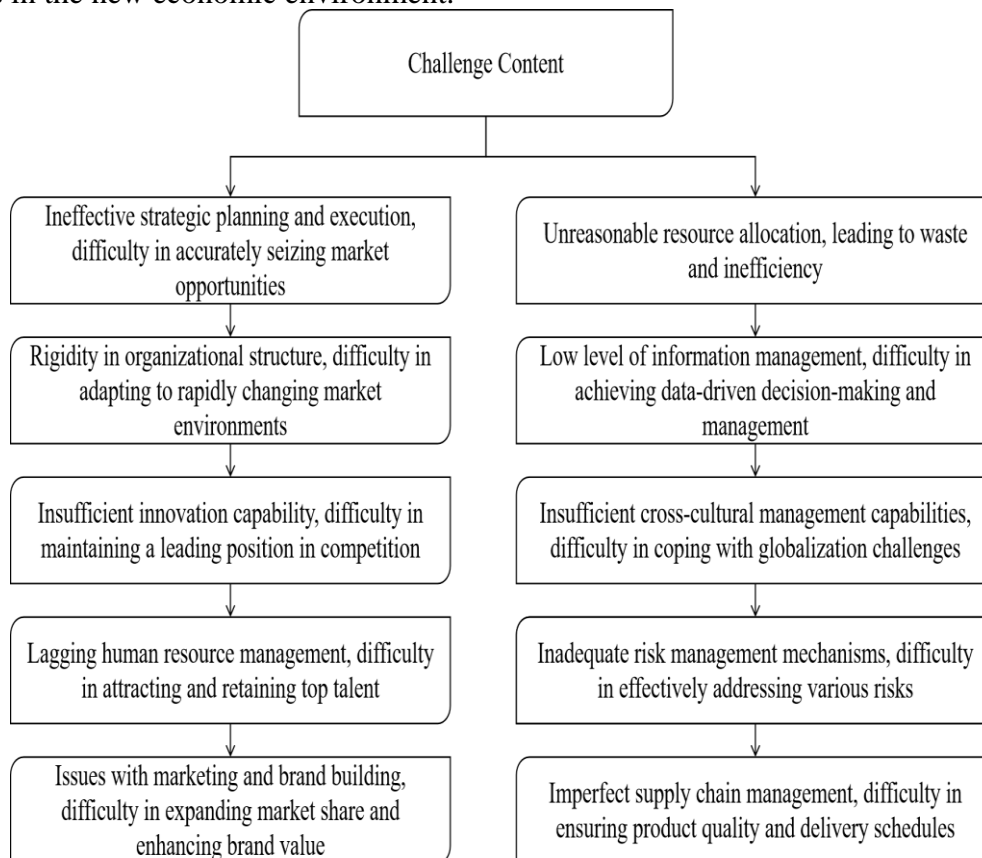 in the new economic environment.
Challenge Content
Ineffective strategic planning and execution,
difficulty in accurately seizing market
opportunities
Unreasonable resource allocation, leading to waste
and inefficiency
Rigidity in organizational structure, difficulty in
adapting to rapidly changing market
environments
Low level of information management, difficulty in
achieving data-driven decision-making and
management
Insufficient innovation capability, difficulty in
maintaining a leading position in competition
Insufficient cross-cultural management capabilities,
difficulty in coping with globalization challenges
Lagging human resource management, difficulty
in attracting and retaining top talent
Inadequate risk management mechanisms, difficulty
in effectively addressing various risks
Issues with marketing and brand building,
difficulty in expanding market share and
enhancing brand value
Imperfect supply chain management, difficulty in
ensuring product quality and delivery schedules